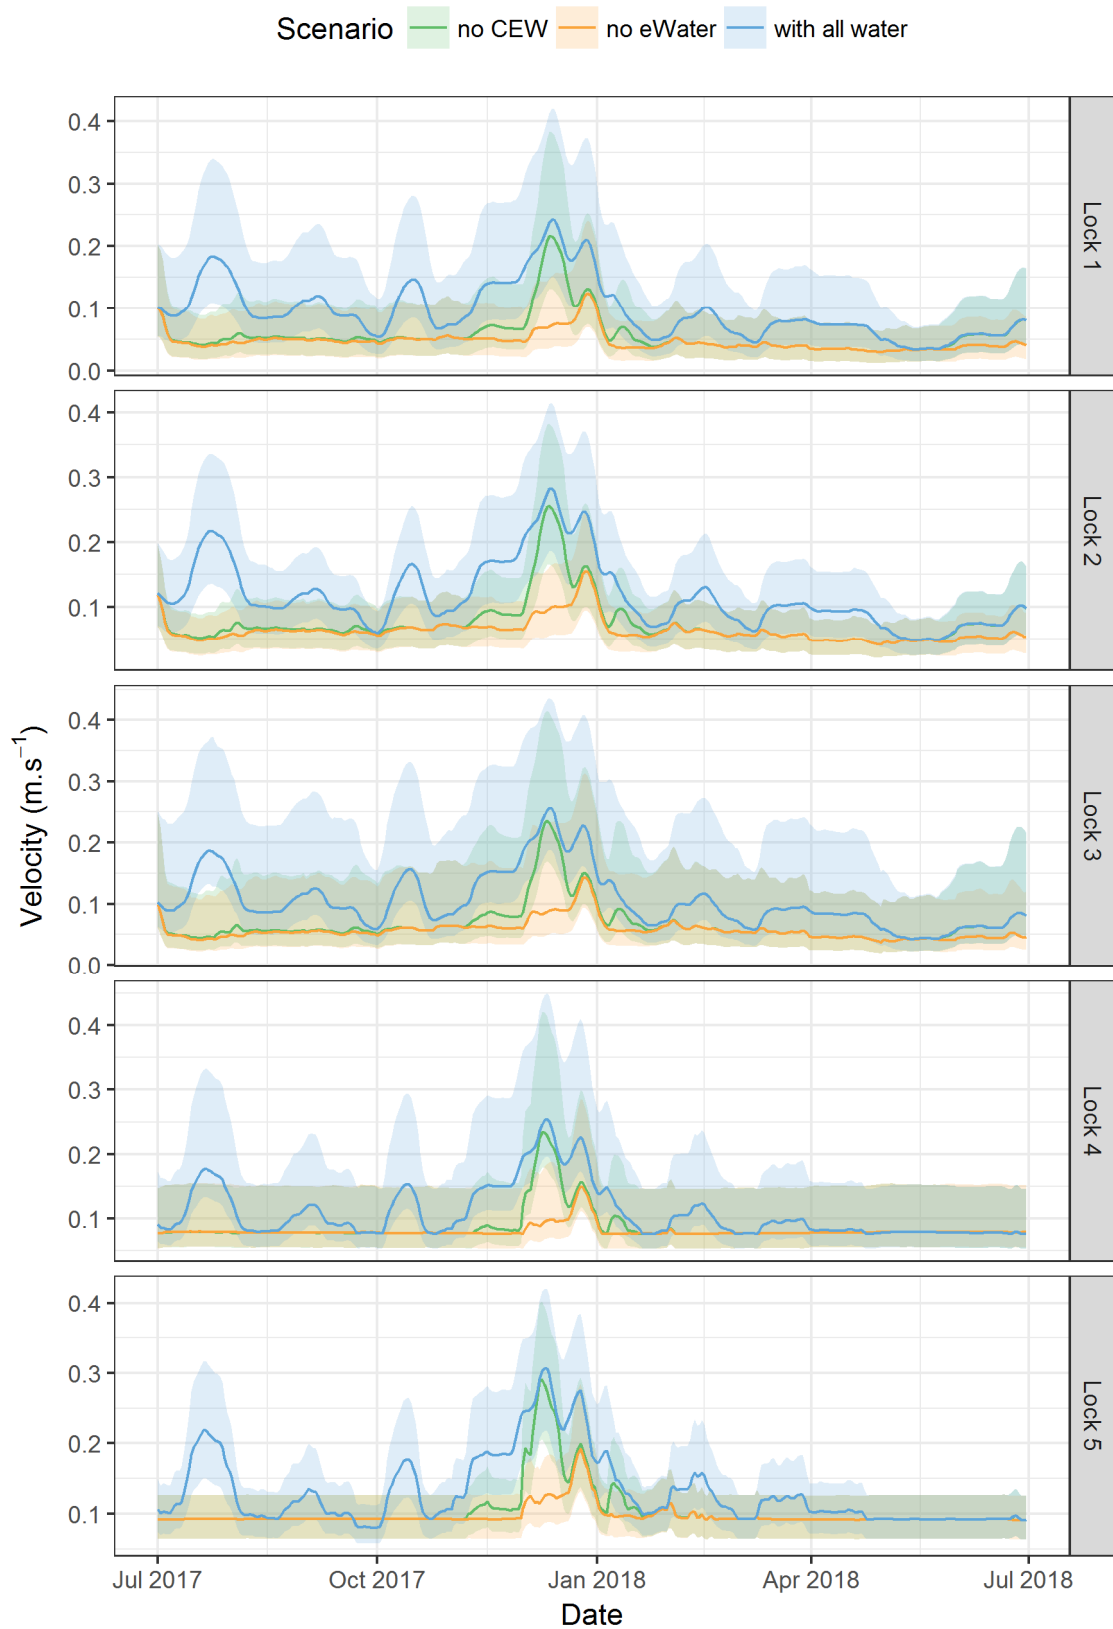 Scenario no CEW no eWater with all water
0.4
0.3
0.2
0.1
0.0
Lock 1
0.4
0.3
0.2
0.1
Lock 2
Velocity (m.s⁻¹)
0.4
0.3
0.2
0.1
0.0
Lock 3
0.4
0.3
0.2
0.1
Lock 4
0.4
0.3
0.2
0.1
Lock 5
Jul 2017 Oct 2017 Jan 2018 Apr 2018 Jul 2018
Date